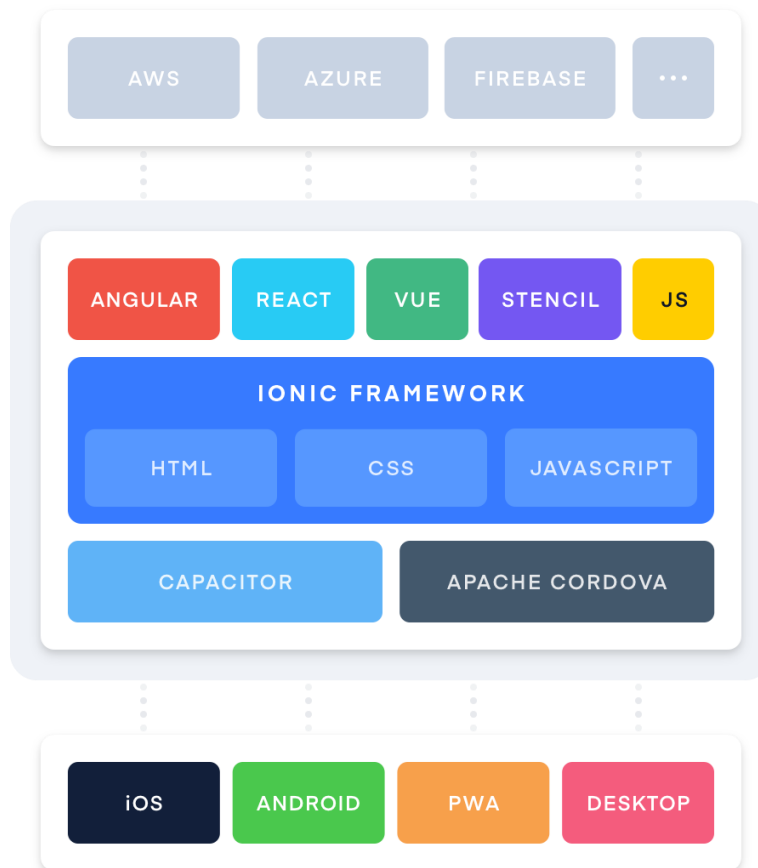 AWS AZURE FIREBASE ...
ANGULAR REACT VUE STENCIL JS
IONIC FRAMEWORK
HTML CSS JAVASCRIPT
CAPACITOR APACHE CORDOVA
iOS ANDROID PWA DESKTOP